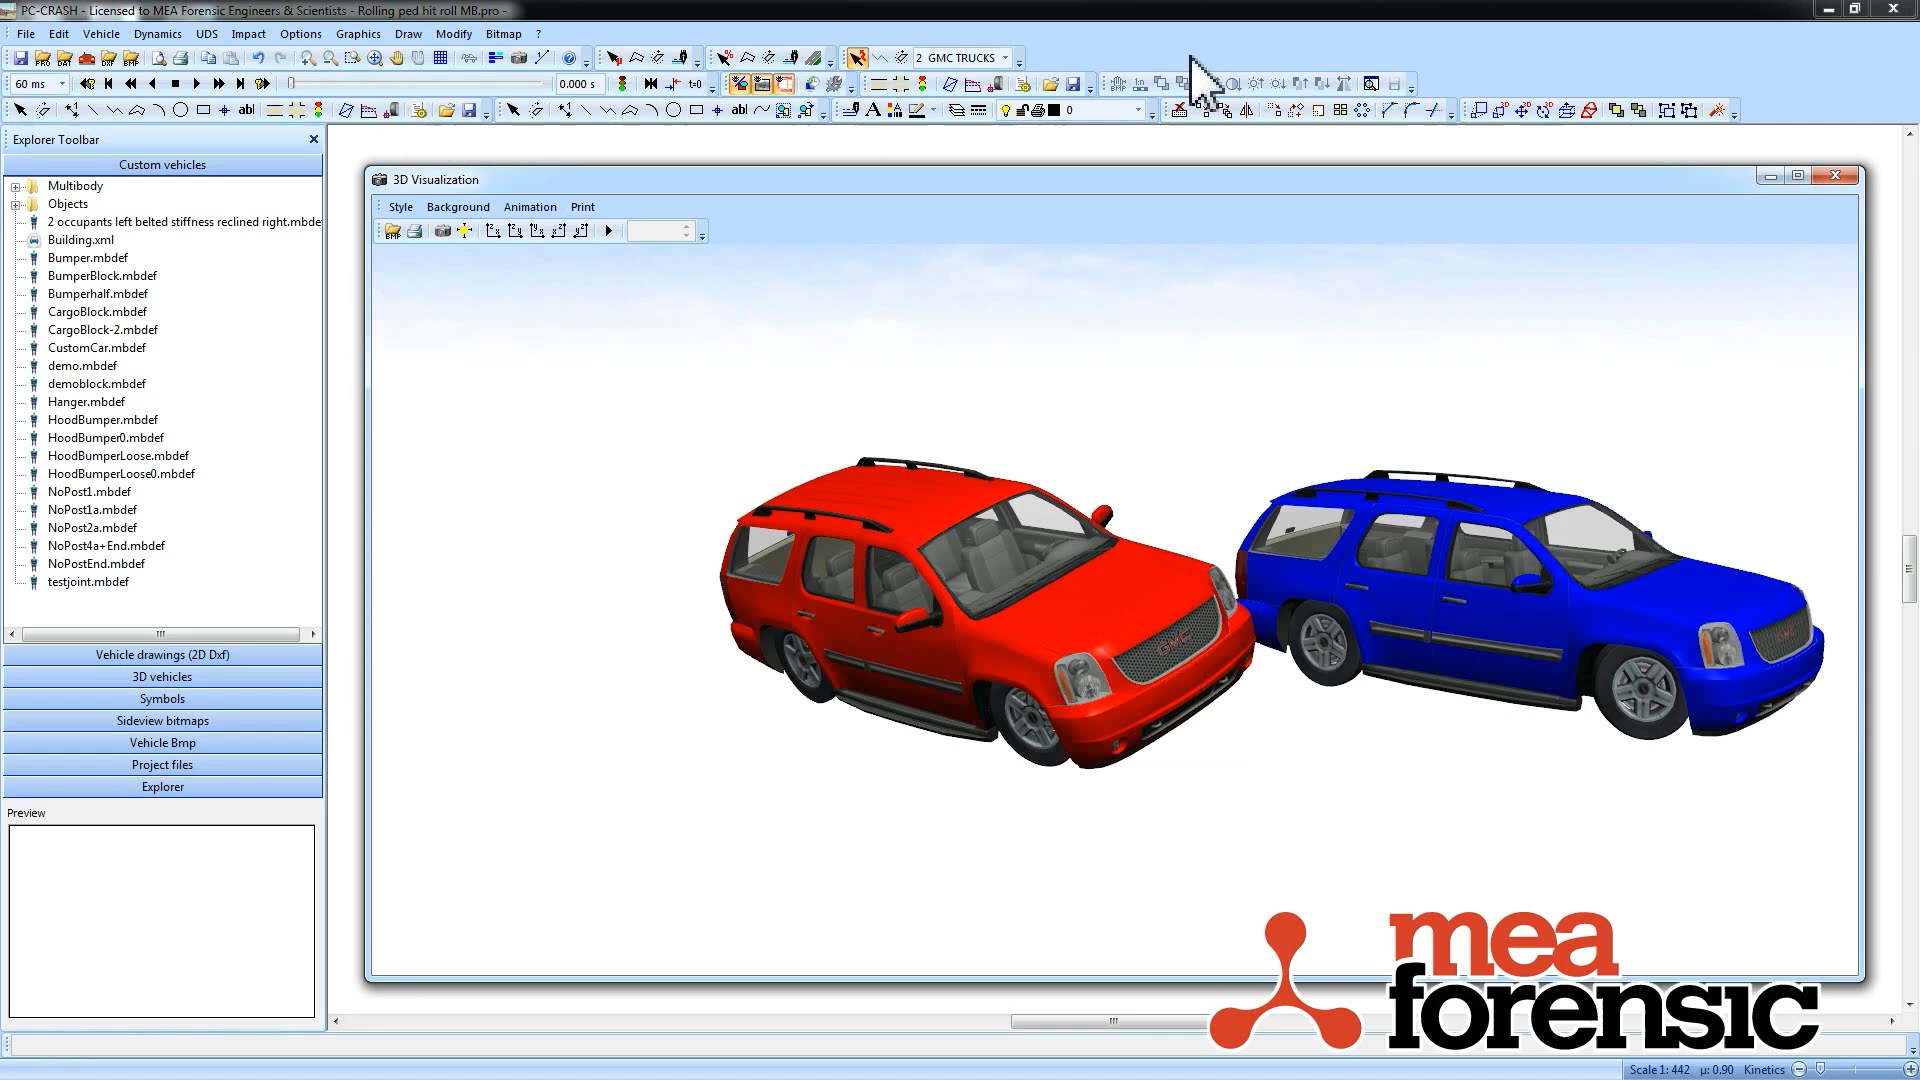 PC-CRASH - Licensed to MEA Forensic Engineers & Scientists - Rolling ped hit roll MB.pro -
File Edit Vehicle Dynamics UDS Impact Options Graphics Draw Modify Bitmap ?
2 GMC TRUCKS
60 ms 0.000 s t=0
abl abl A 0
Explorer Toolbar
Custom vehicles
Multibody
Objects
2 occupants left belted stiffness reclined right.mbde
Building.xml
Bumper.mbdef
BumperBlock.mbdef
Bumperhalf.mbdef
CargoBlock.mbdef
CargoBlock-2.mbdef
CustomCar.mbdef
demo.mbdef
demoblock.mbdef
Hanger.mbdef
HoodBumper.mbdef
HoodBumper0.mbdef
HoodBumperLoose.mbdef
HoodBumperLoose0.mbdef
NoPost1.mbdef
NoPost1a.mbdef
NoPost2a.mbdef
NoPost4a+End.mbdef
NoPostEnd.mbdef
testjoint.mbdef
Vehicle drawings (2D Dxf)
3D vehicles
Symbols
Sideview bitmaps
Vehicle Bmp
Project files
Explorer
Preview
3D Visualization
Style Background Animation Print
BMP
GMC
mea
forensic
Scale 1: 442 µ: 0.90 Kinetics